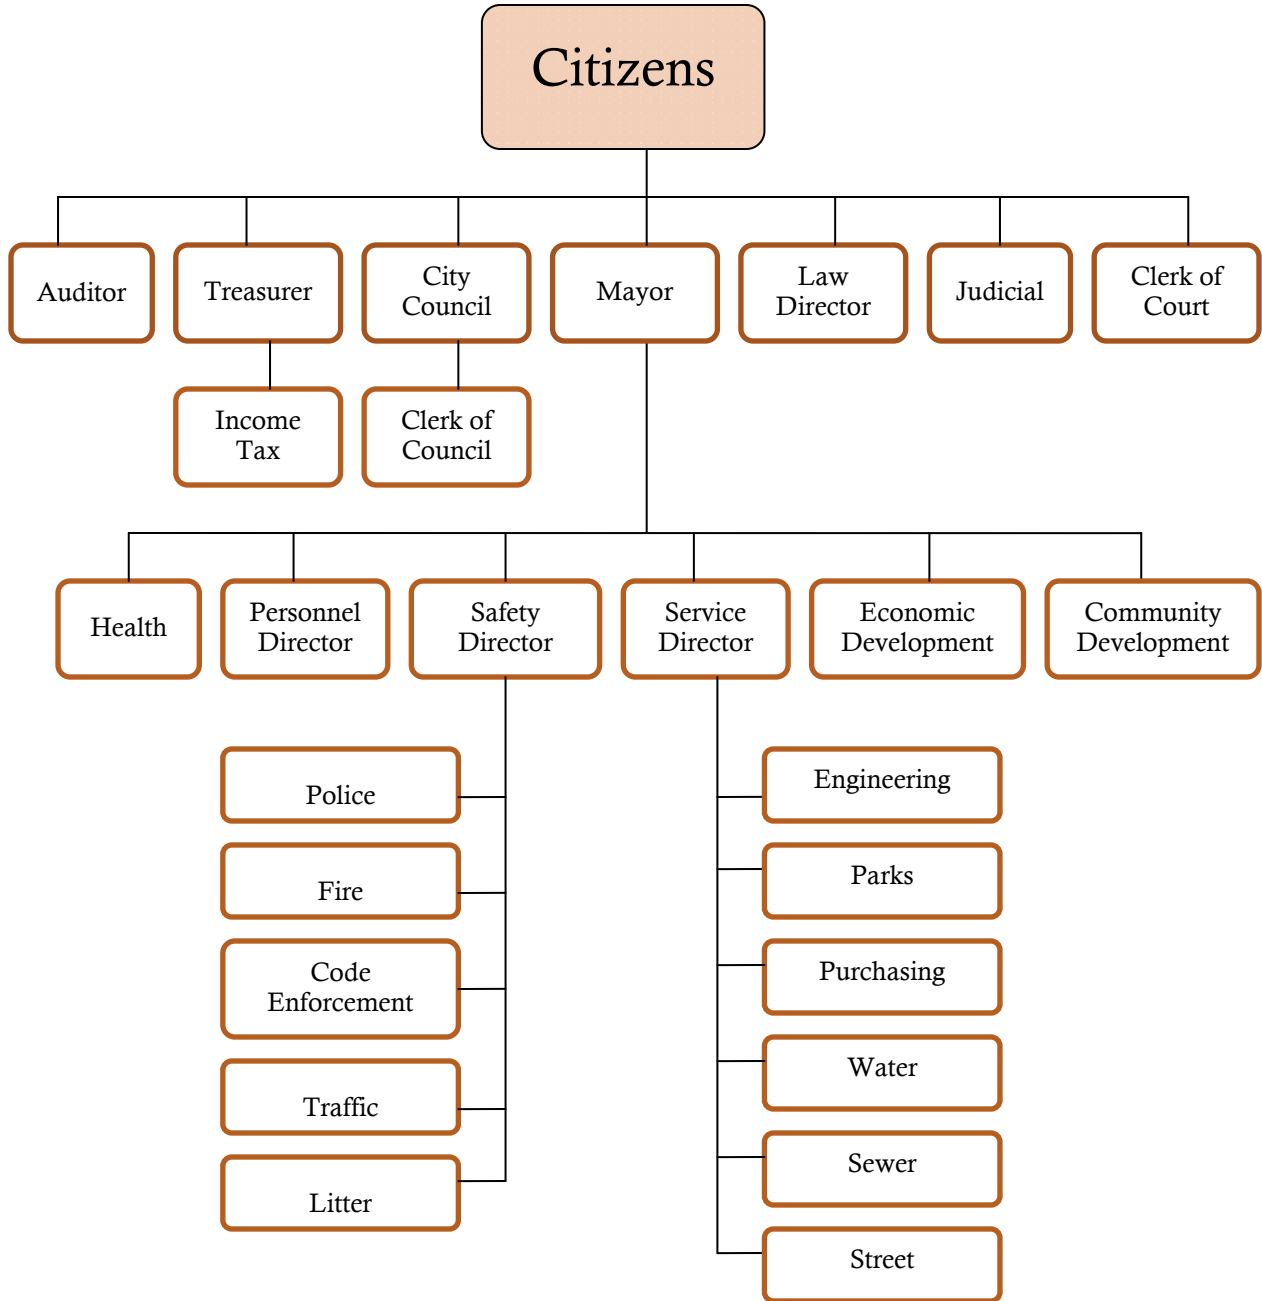 Citizens
Auditor
Treasurer
City
Council
Mayor
Law
Director
Judicial
Clerk of
Court
Income
Tax
Clerk of
Council
Health
Personnel
Director
Safety
Director
Service
Director
Economic
Development
Community
Development
Police
Fire
Code
Enforcement
Traffic
Litter
Engineering
Parks
Purchasing
Water
Sewer
Street